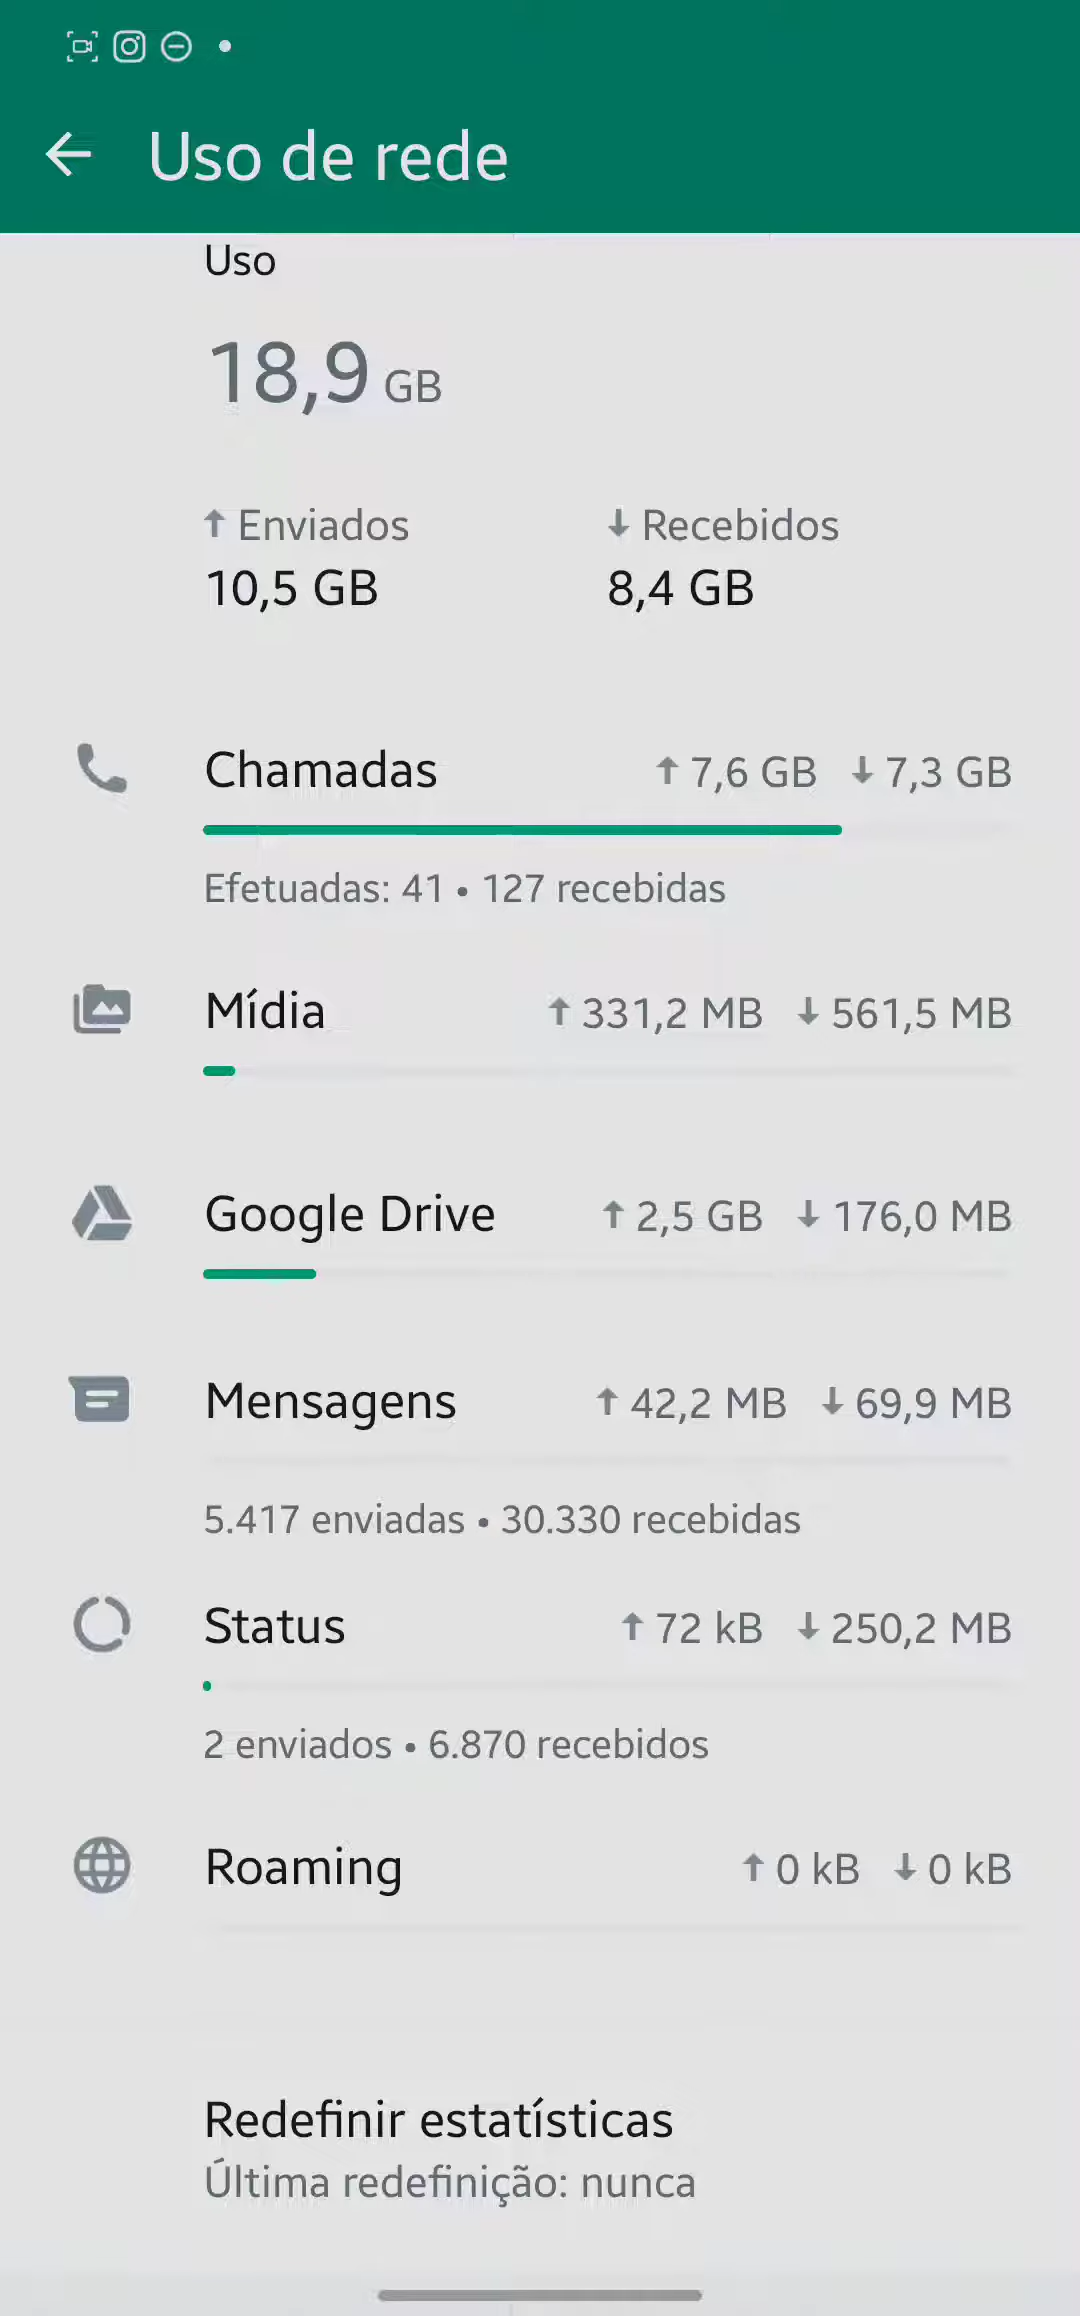 Uso de rede
Uso
18,9 GB
↑ Enviados ↓ Recebidos
10,5 GB 8,4 GB
Chamadas ↑ 7,6 GB ↓ 7,3 GB
Efetuadas: 41 • 127 recebidas
Mídia ↑ 331,2 MB ↓ 561,5 MB
Google Drive ↑ 2,5 GB ↓ 176,0 MB
Mensagens ↑ 42,2 MB ↓ 69,9 MB
5.417 enviadas • 30.330 recebidas
Status ↑ 72 kB ↓ 250,2 MB
2 enviados • 6.870 recebidos
Roaming ↑ 0 kB ↓ 0 kB
Redefinir estatísticas
Última redefinição: nunca